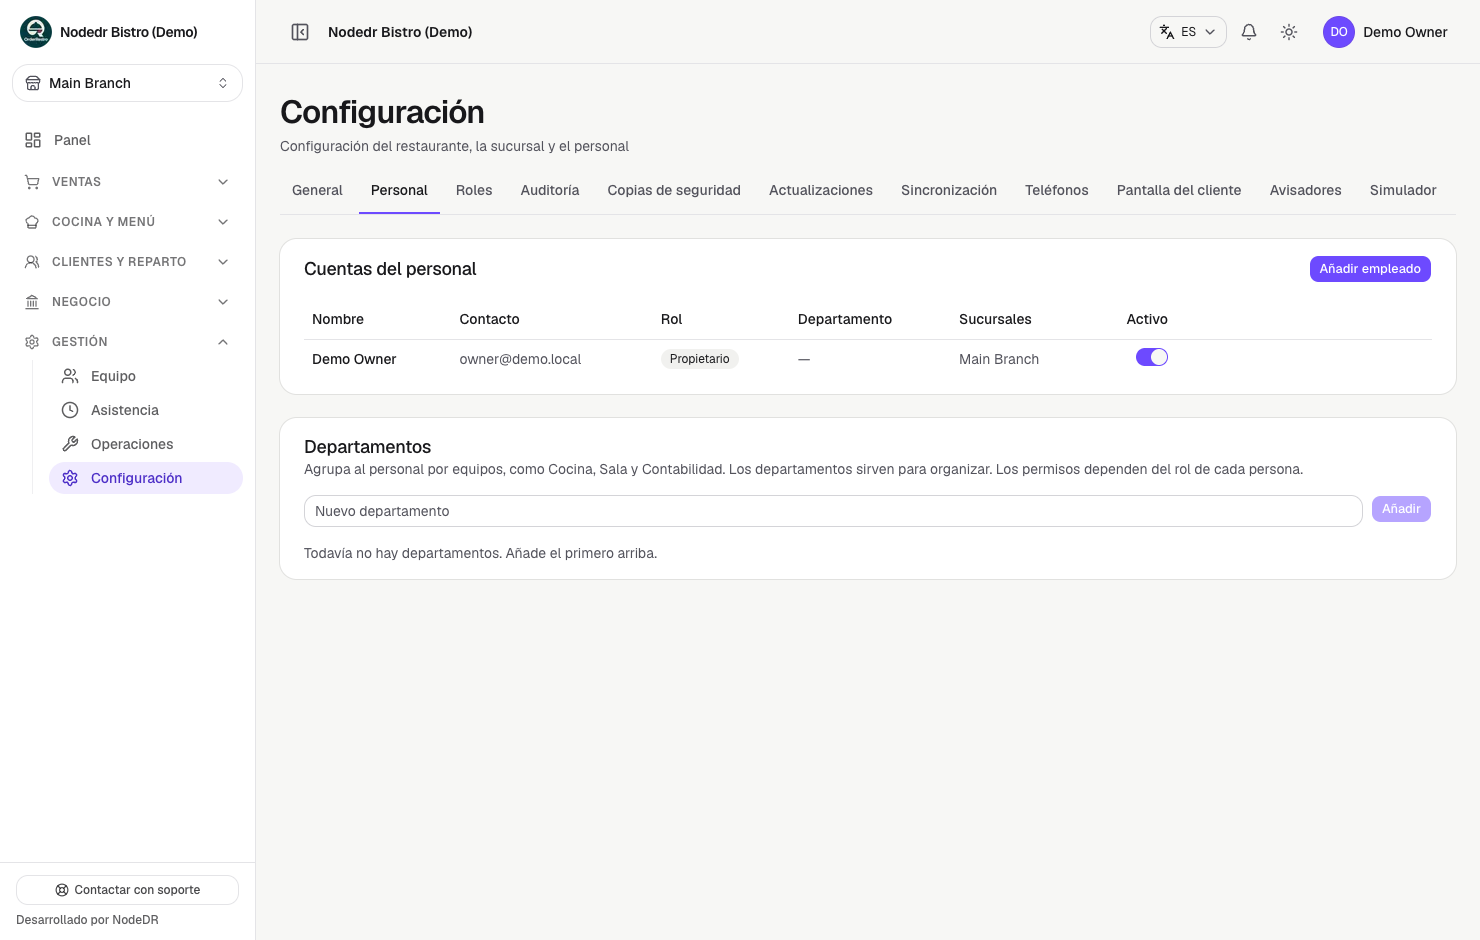 Nodedr Bistro (Demo)
Main Branch
Panel
VENTAS
COCINA Y MENÚ
CLIENTES Y REPARTO
NEGOCIO
GESTIÓN
Equipo
Asistencia
Operaciones
Configuración
Contactar con soporte
Desarrollado por NodeDR
Nodedr Bistro (Demo)
ES
DO
Demo Owner
Configuración
Configuración del restaurante, la sucursal y el personal
General Personal Roles Auditoría Copias de seguridad Actualizaciones Sincronización Teléfonos Pantalla del cliente Avisadores Simulador
Cuentas del personal
Añadir empleado
Nombre Contacto Rol Departamento Sucursales Activo
Demo Owner owner@demo.local Propietario — Main Branch
Departamentos
Agrupa al personal por equipos, como Cocina, Sala y Contabilidad. Los departamentos sirven para organizar. Los permisos dependen del rol de cada persona.
Nuevo departamento
Añadir
Todavía no hay departamentos. Añade el primero arriba.